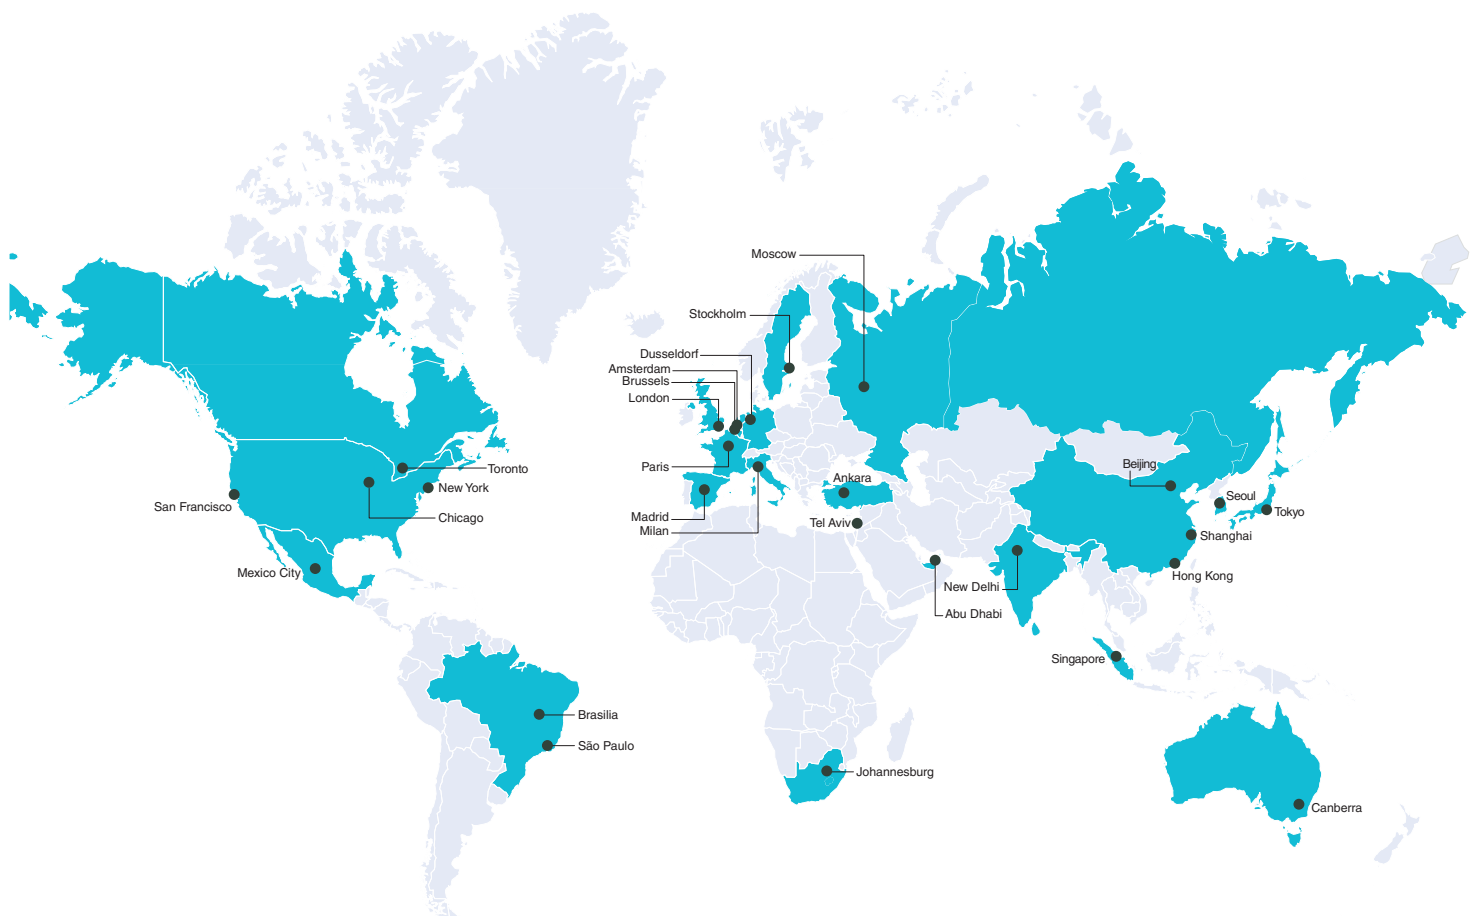 Moscow
Stockholm
Dusseldorf
Amsterdam
Brussels
London
Paris
Madrid
Milan
Ankara
Tel Aviv
Toronto
New York
San Francisco
Chicago
Mexico City
Beijing
Seoul
Tokyo
Shanghai
Hong Kong
New Delhi
Abu Dhabi
Singapore
Brasilia
São Paulo
Johannesburg
Canberra